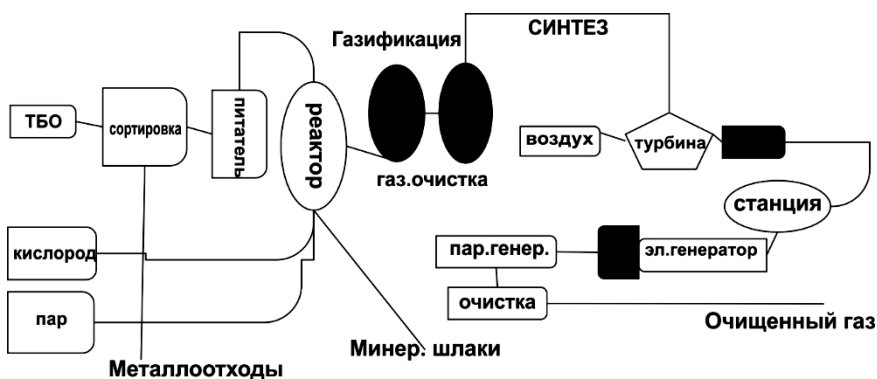 Газификация
СИНТЕЗ
ТБО
сортировка
питатель
реактор
воздух
турбина
газ.очистка
станция
кислород
пар.генер.
эл.генератор
пар
очистка
Очищенный газ
Минер. шлаки
Металлоотходы